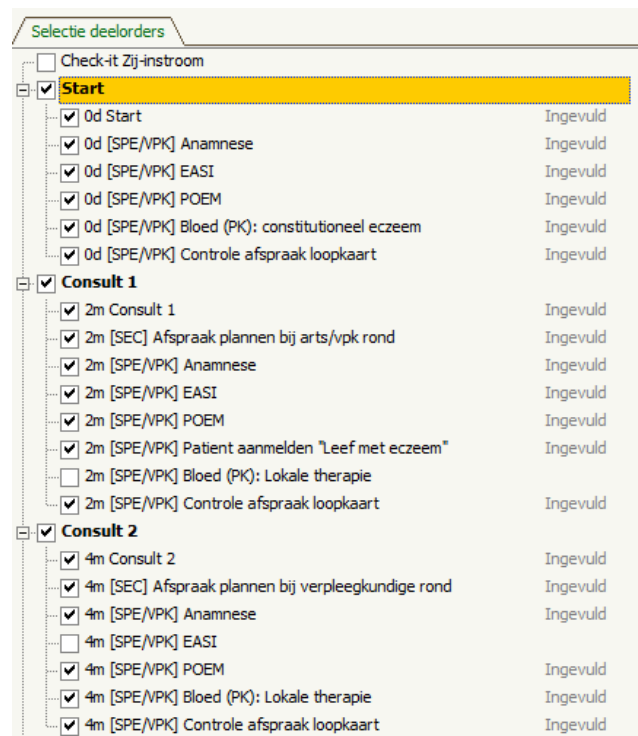 Selectie deelorders
Check-it Zij-instroom
Start
0d Start Ingevuld
0d [SPE/VPK] Anamnese Ingevuld
0d [SPE/VPK] EASI Ingevuld
0d [SPE/VPK] POEM Ingevuld
0d [SPE/VPK] Bloed (PK): constitutioneel eczeem Ingevuld
0d [SPE/VPK] Controle afspraak loopkaart Ingevuld
Consult 1
2m Consult 1 Ingevuld
2m [SEC] Afspraak plannen bij arts/vpk rond Ingevuld
2m [SPE/VPK] Anamnese Ingevuld
2m [SPE/VPK] EASI Ingevuld
2m [SPE/VPK] POEM Ingevuld
2m [SPE/VPK] Patient aanmelden "Leef met eczeem" Ingevuld
2m [SPE/VPK] Bloed (PK): Lokale therapie
2m [SPE/VPK] Controle afspraak loopkaart Ingevuld
Consult 2
4m Consult 2 Ingevuld
4m [SEC] Afspraak plannen bij verpleegkundige rond Ingevuld
4m [SPE/VPK] Anamnese Ingevuld
4m [SPE/VPK] EASI
4m [SPE/VPK] POEM Ingevuld
4m [SPE/VPK] Bloed (PK): Lokale therapie Ingevuld
4m [SPE/VPK] Controle afspraak loopkaart Ingevuld